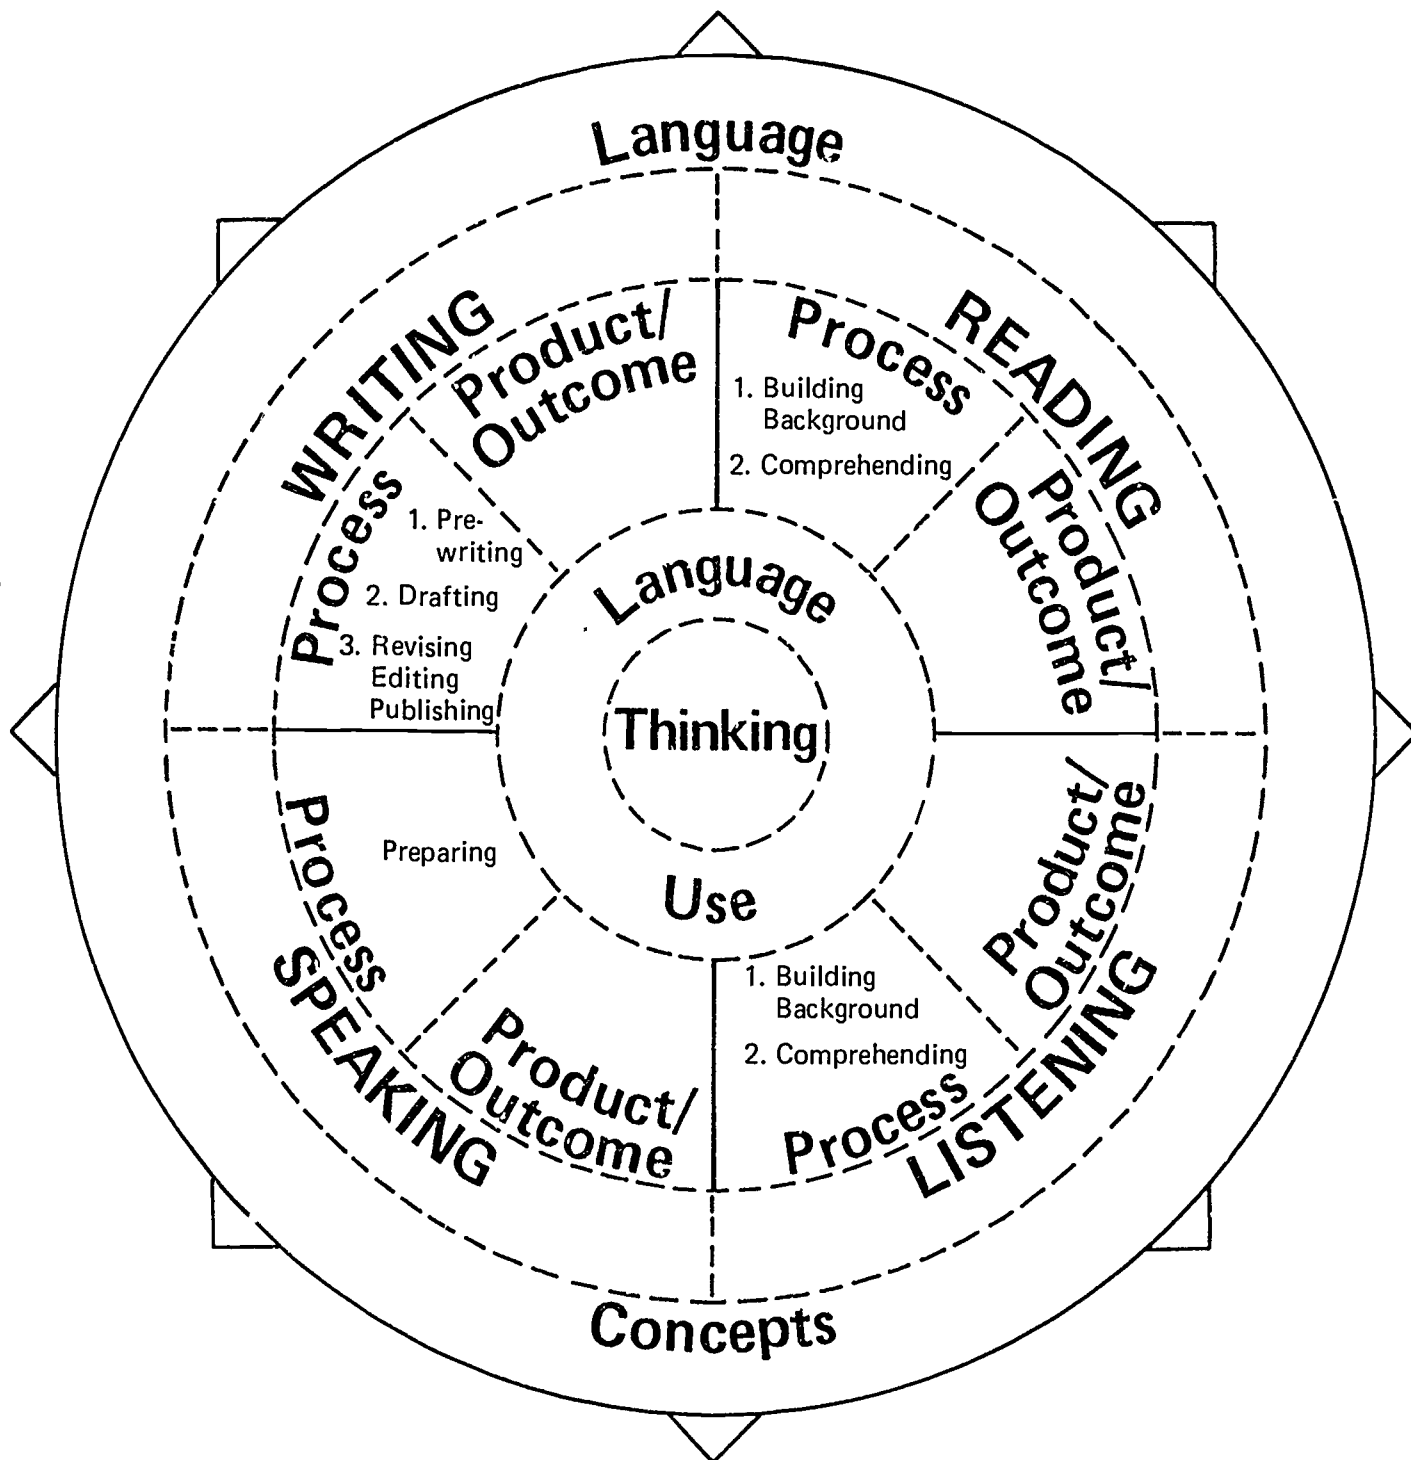 Language
WRITING
Product/
Outcome
Process
1. Pre-
writing
2. Drafting
3. Revising
Editing
Publishing
READING
Process
1. Building
Background
2. Comprehending
Product/
Outcome
Language
Thinking
Use
Process
Preparing
SPEAKING
Product/
Outcome
Product/
Outcome
LISTENING
1. Building
Background
2. Comprehending
Process
Concepts